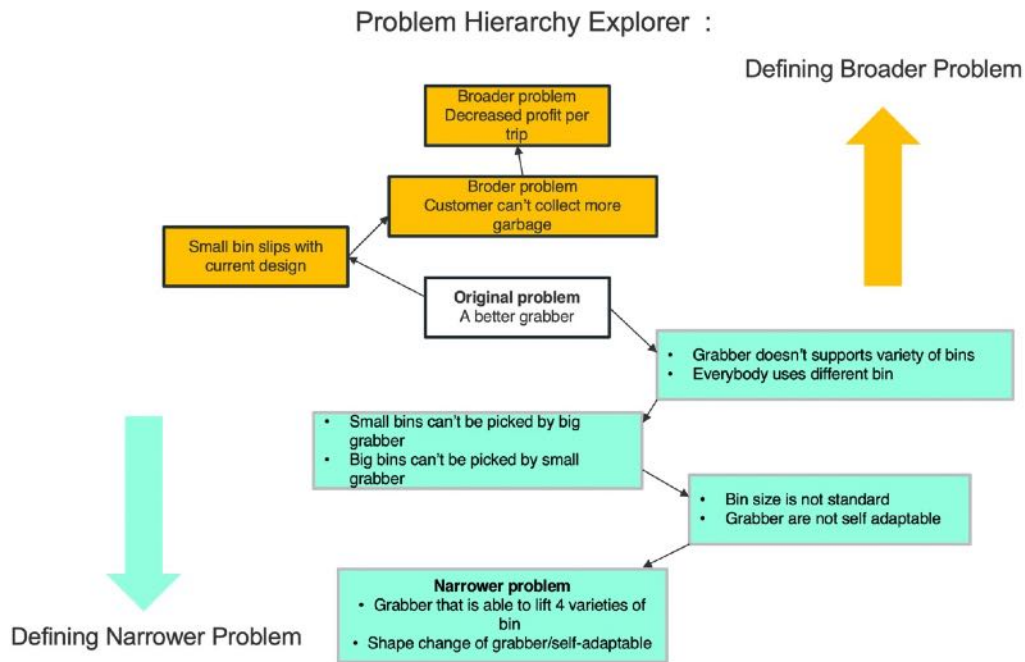 Problem Hierarchy Explorer :
Defining Broader Problem
Broader problem
Decreased profit per
trip
Broder problem
Customer can't collect more
garbage
Small bin slips with
current design
Original problem
A better grabber
• Grabber doesn't supports variety of bins
• Everybody uses different bin
• Small bins can't be picked by big
grabber
• Big bins can't be picked by small
grabber
• Bin size is not standard
• Grabber are not self adaptable
Narrower problem
• Grabber that is able to lift 4 varieties of
bin
• Shape change of grabber/self-adaptable
Defining Narrower Problem